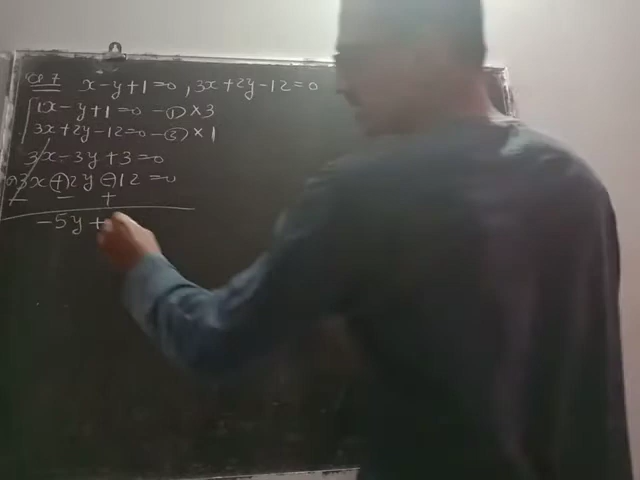 x-y+1=0, 3x+2y-12=0
1x-y+1=0 -① ×3
3x+2y-12=0 -② ×1
3x-3y+3=0
3x+2y-12=0
- - +
-5y+